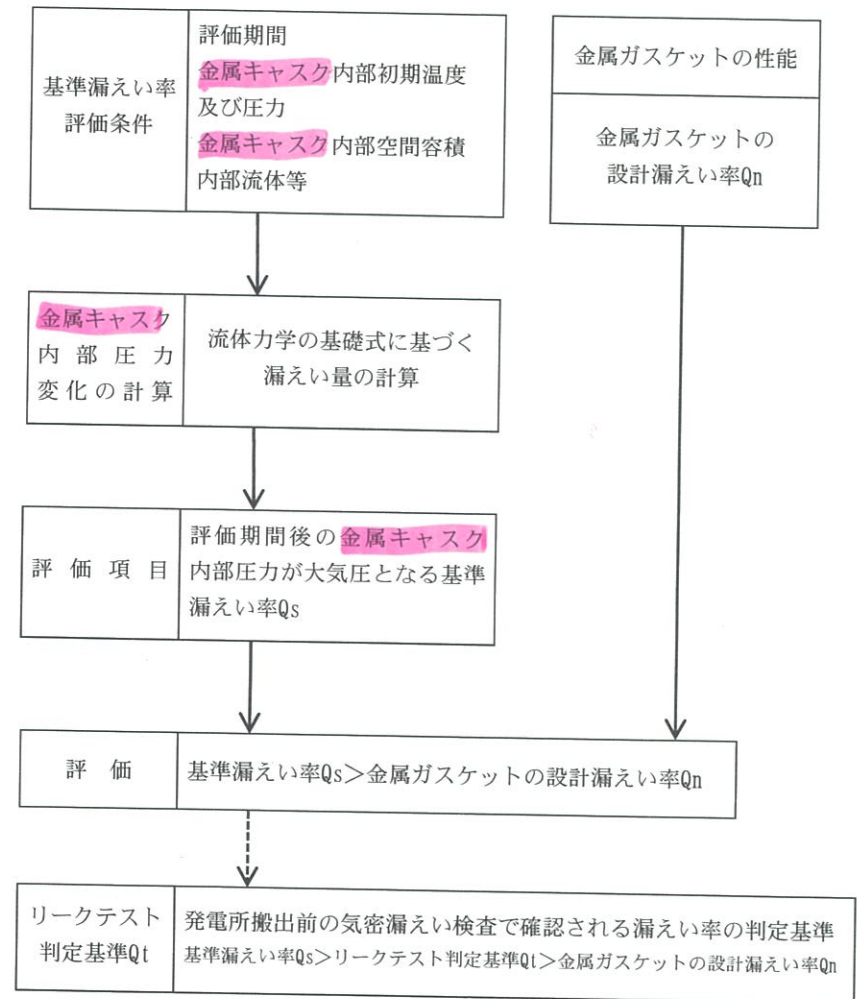 基準漏えい率
評価条件
評価期間
金属キャスク内部初期温度
及び圧力
金属キャスク内部空間容積
内部流体等
金属ガスケットの性能
金属ガスケットの
設計漏えい率Qn
金属キャスク
内部圧力
変化の計算
流体力学の基礎式に基づく
漏えい量の計算
評価項目
評価期間後の金属キャスク
内部圧力が大気圧となる基準
漏えい率Qs
評価
基準漏えい率Qs＞金属ガスケットの設計漏えい率Qn
リークテスト
判定基準Qt
発電所搬出前の気密漏えい検査で確認される漏えい率の判定基準
基準漏えい率Qs＞リークテスト判定基準Qt＞金属ガスケットの設計漏えい率Qn